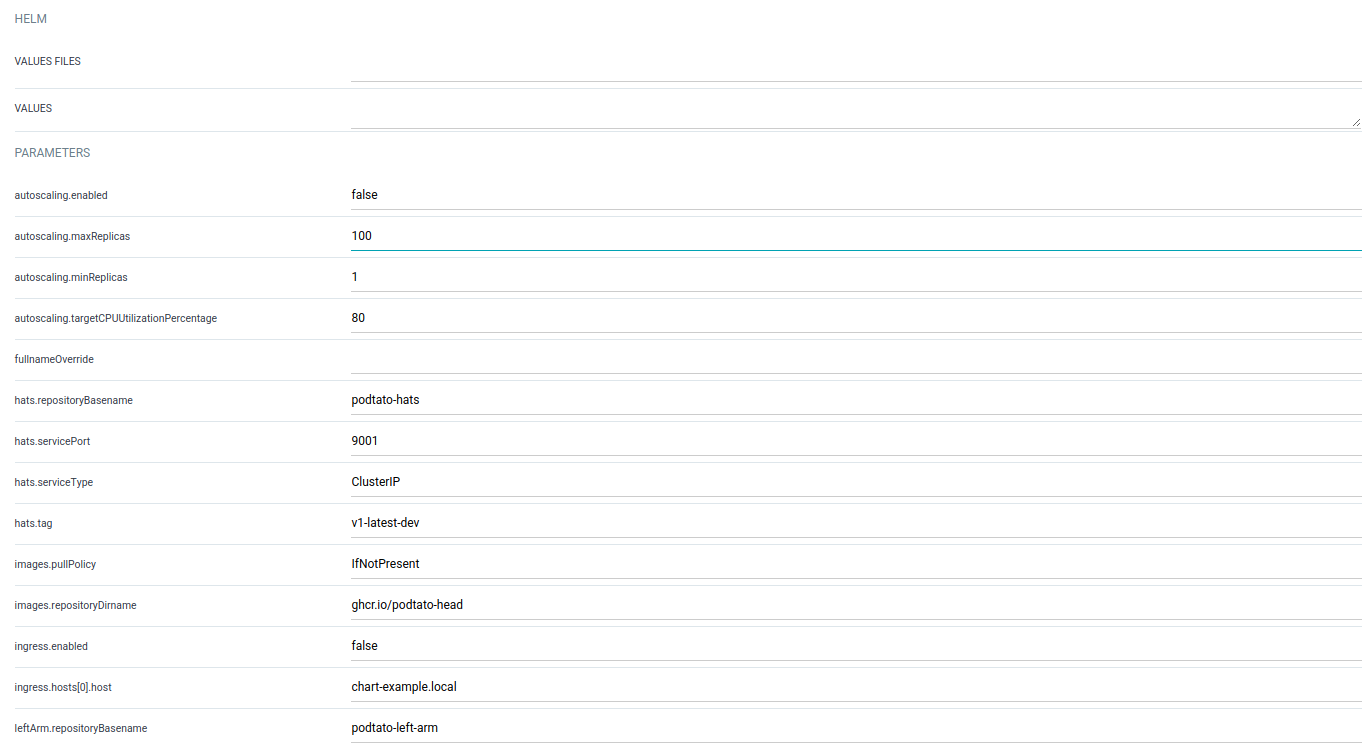 HELM
VALUES FILES
VALUES
PARAMETERS
autoscaling.enabled false
autoscaling.maxReplicas 100
autoscaling.minReplicas 1
autoscaling.targetCPUUtilizationPercentage 80
fullnameOverride
hats.repositoryBasename podtato-hats
hats.servicePort 9001
hats.serviceType ClusterIP
hats.tag v1-latest-dev
images.pullPolicy IfNotPresent
images.repositoryDirname ghcr.io/podtato-head
ingress.enabled false
ingress.hosts[0].host chart-example.local
leftArm.repositoryBasename podtato-left-arm